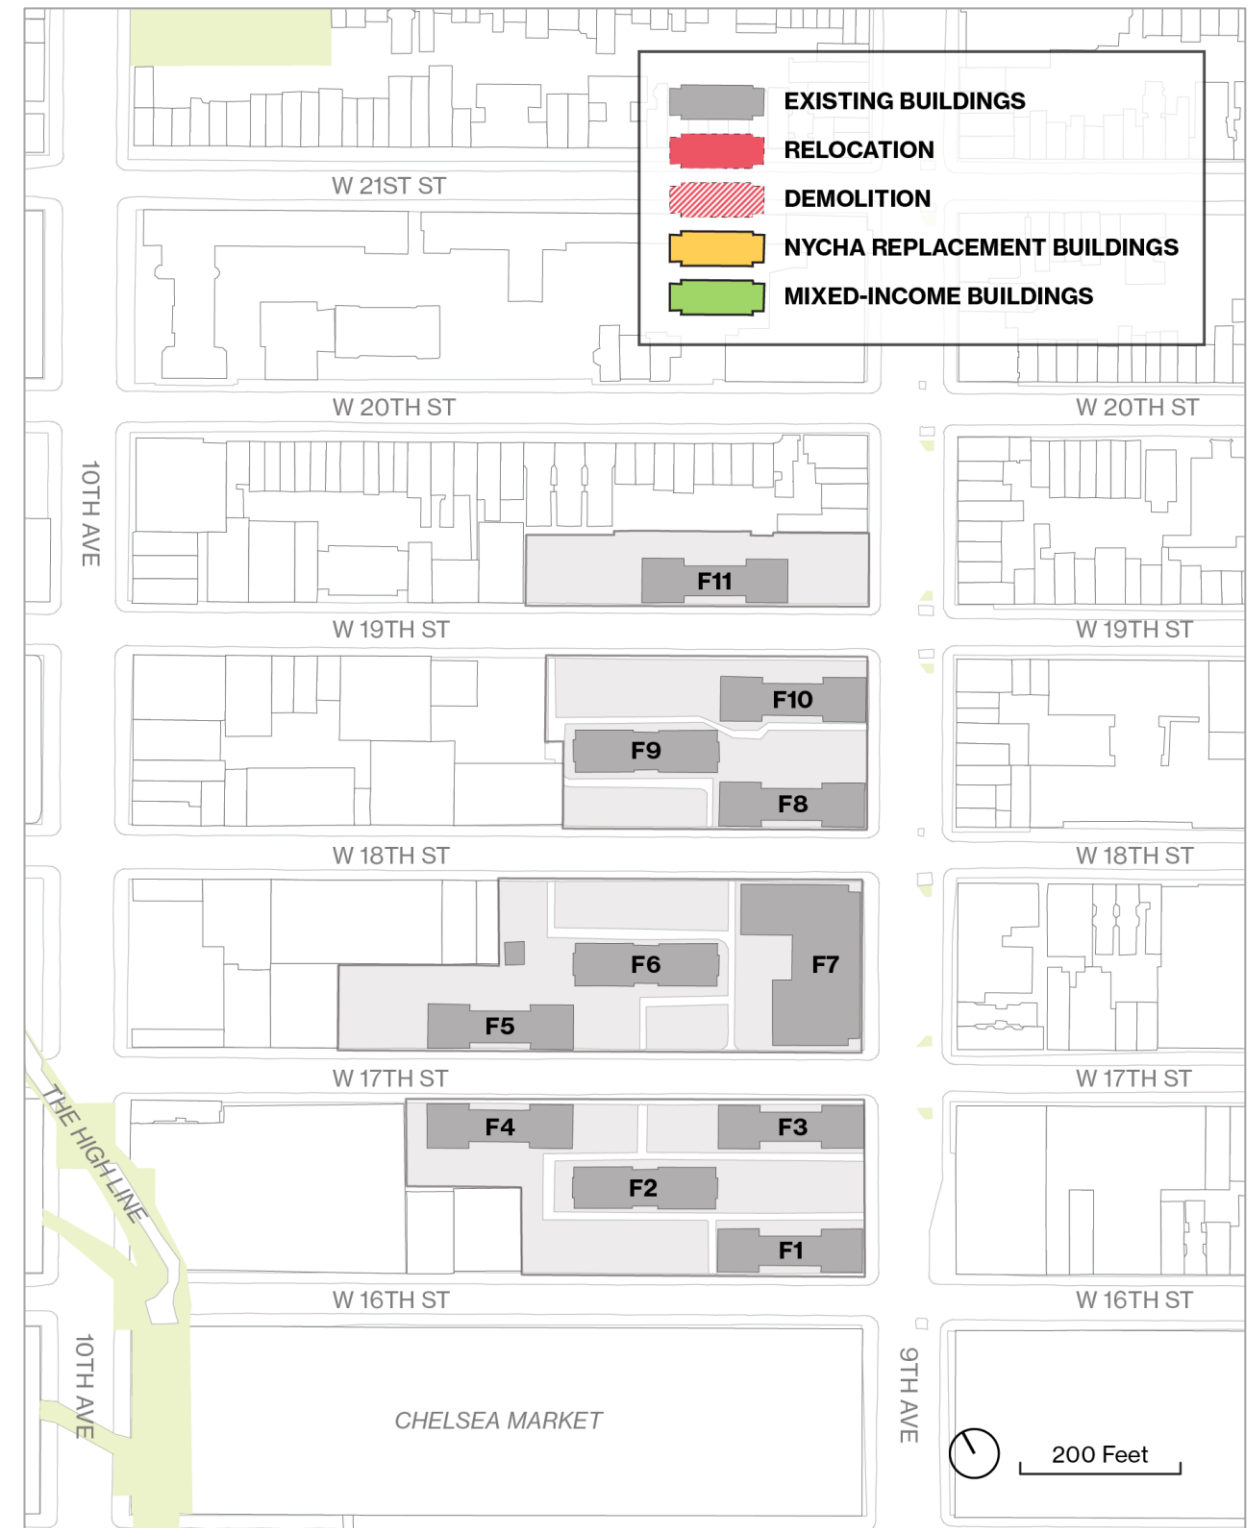 EXISTING BUILDINGS
RELOCATION
DEMOLITION
NYCHA REPLACEMENT BUILDINGS
MIXED-INCOME BUILDINGS
W 21ST ST
W 20TH ST
W 20TH ST
10TH AVE
F11
W 19TH ST
W 19TH ST
F10
F9
F8
W 18TH ST
W 18TH ST
F6
F7
F5
W 17TH ST
W 17TH ST
THE HIGH LINE
F4
F3
F2
F1
W 16TH ST
W 16TH ST
10TH AVE
9TH AVE
CHELSEA MARKET
200 Feet